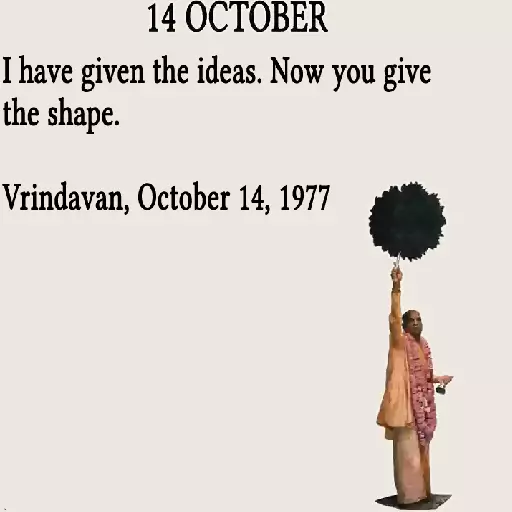 14 OCTOBER
I have given the ideas. Now you give
the shape.
Vrindavan, October 14, 1977